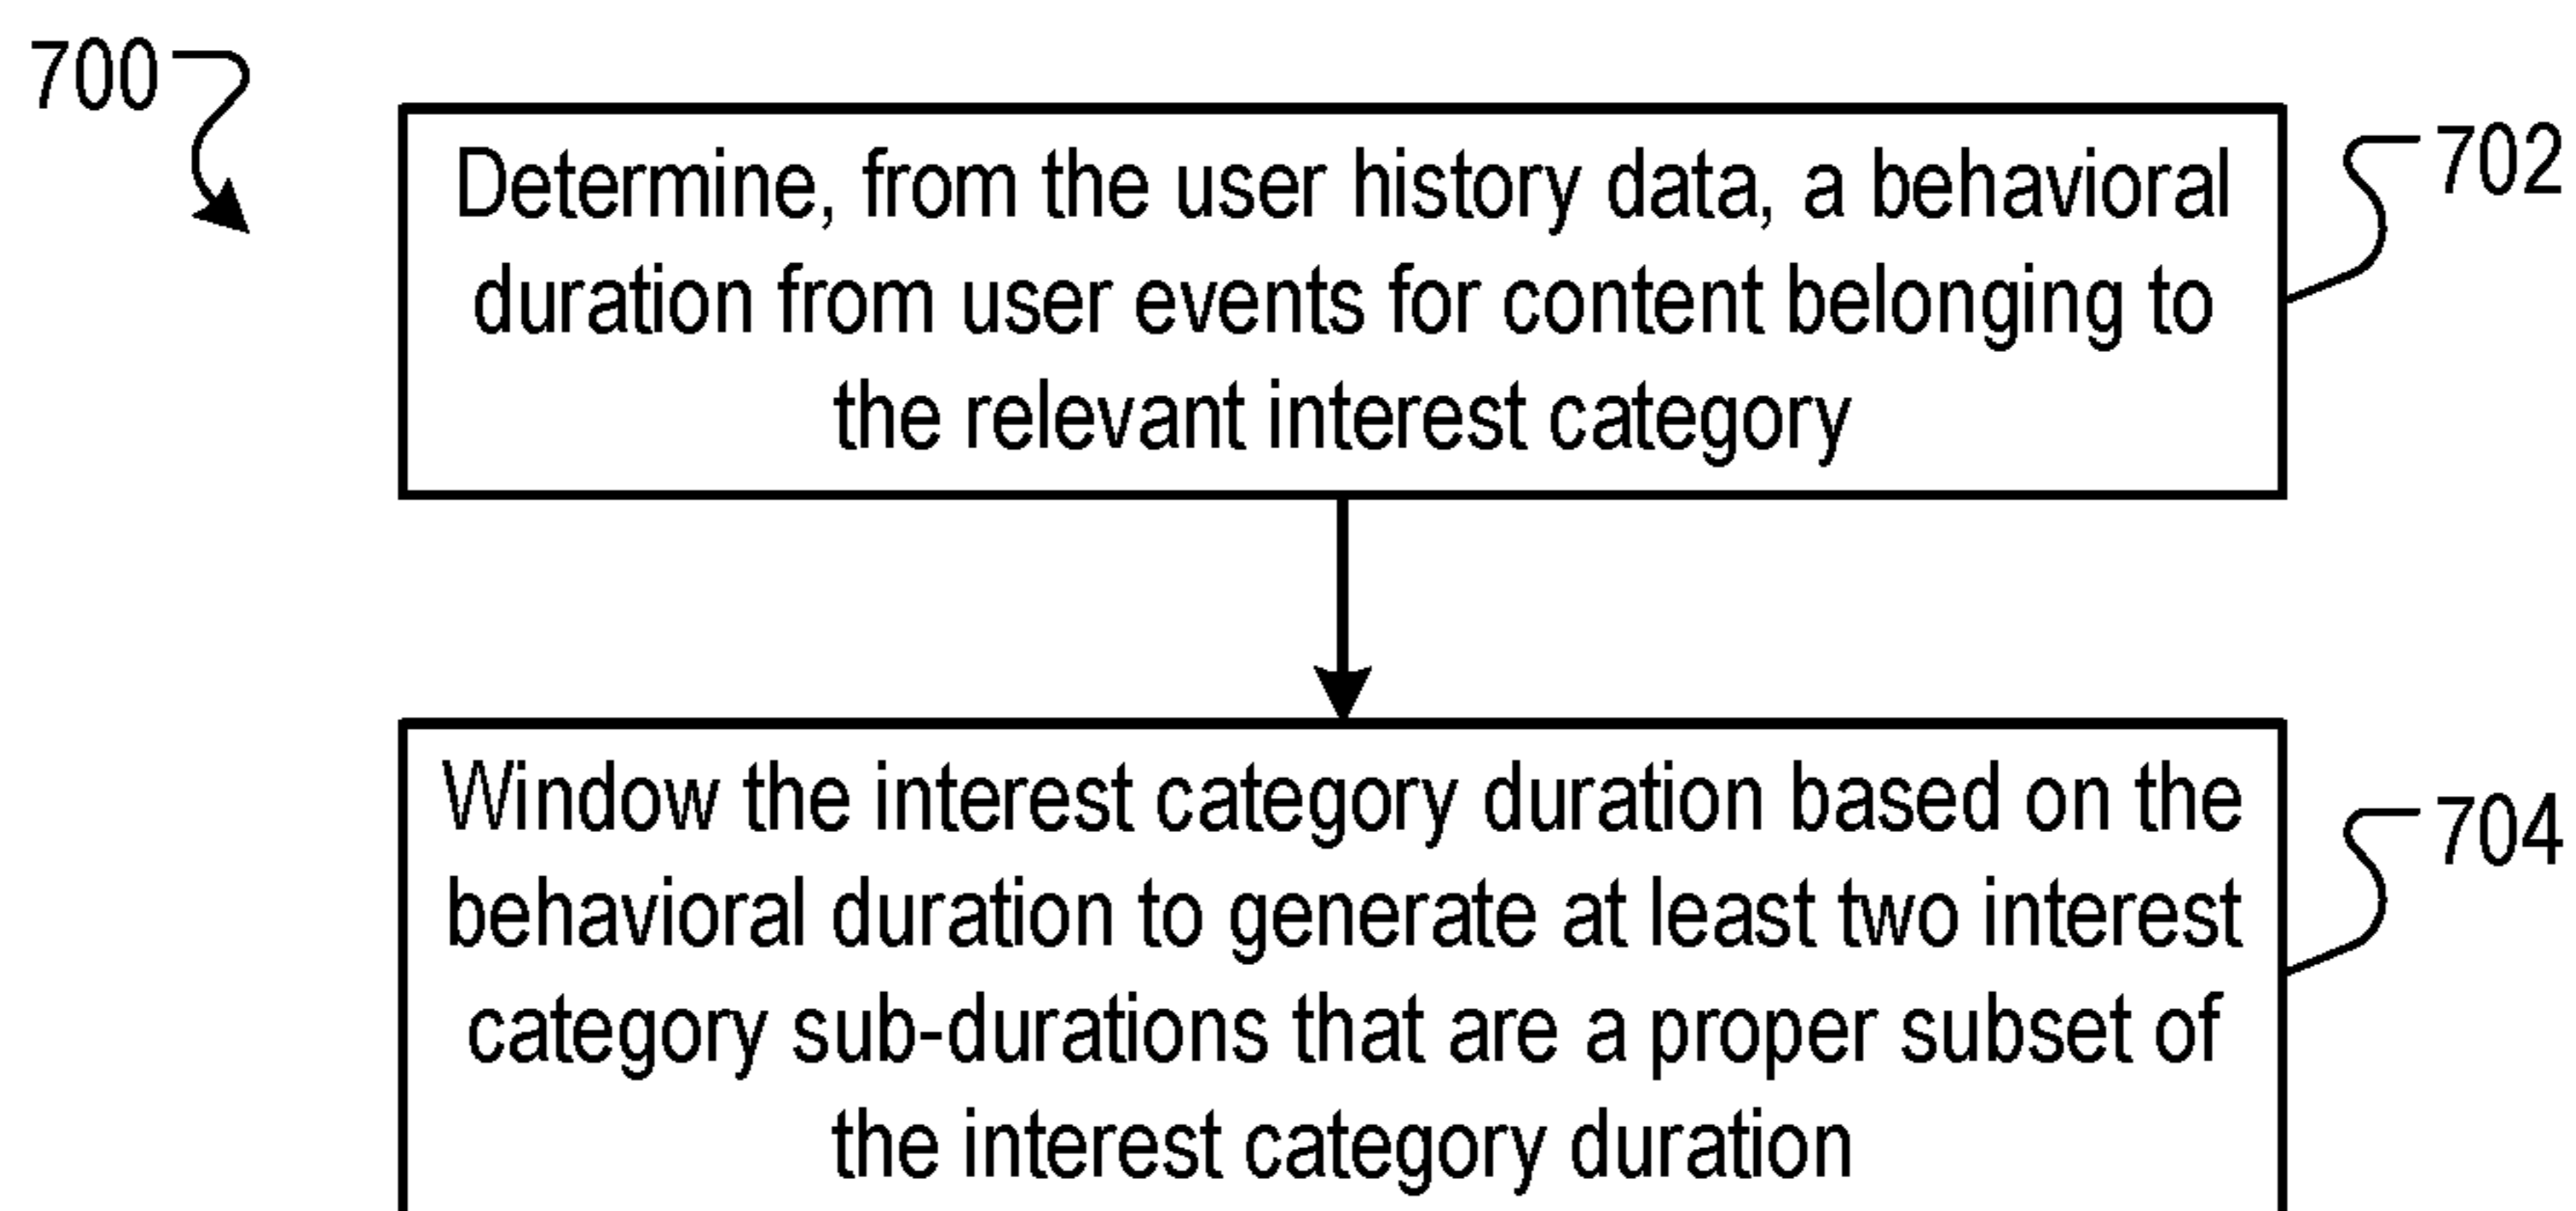 700
Determine, from the user history data, a behavioral
duration from user events for content belonging to
the relevant interest category
702
Window the interest category duration based on the
behavioral duration to generate at least two interest
category sub-durations that are a proper subset of
the interest category duration
704